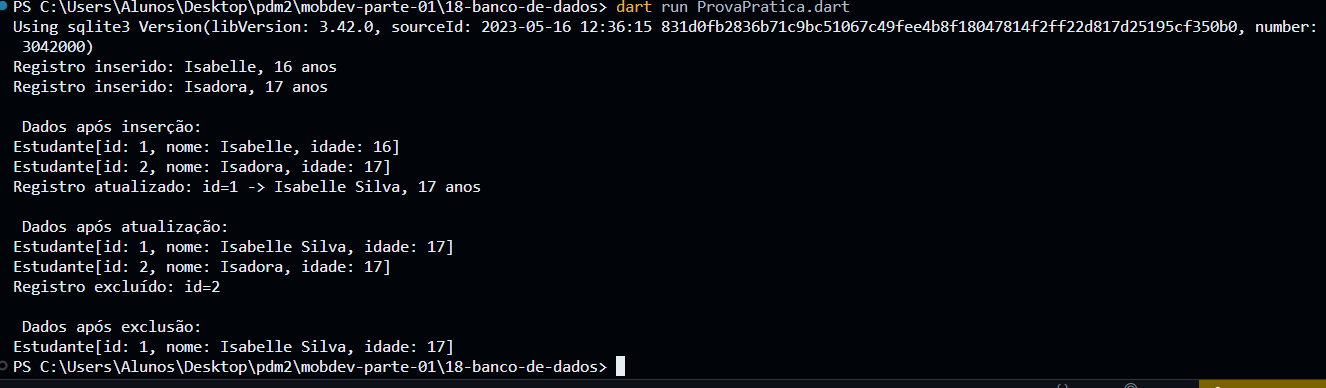 PS C:\Users\Alunos\Desktop\pdm2\mobdev-parte-01\18-banco-de-dados> dart run ProvaPratica.dart
Using sqlite3 Version(libVersion: 3.42.0, sourceId: 2023-05-16 12:36:15 831d0fb2836b71c9bc51067c49fee4b8f18047814f2ff22d817d25195cf350b0, number:
3042000)
Registro inserido: Isabelle, 16 anos
Registro inserido: Isadora, 17 anos
Dados após inserção:
Estudante[id: 1, nome: Isabelle, idade: 16]
Estudante[id: 2, nome: Isadora, idade: 17]
Registro atualizado: id=1 -> Isabelle Silva, 17 anos
Dados após atualização:
Estudante[id: 1, nome: Isabelle Silva, idade: 17]
Estudante[id: 2, nome: Isadora, idade: 17]
Registro excluído: id=2
Dados após exclusão:
Estudante[id: 1, nome: Isabelle Silva, idade: 17]
PS C:\Users\Alunos\Desktop\pdm2\mobdev-parte-01\18-banco-de-dados>